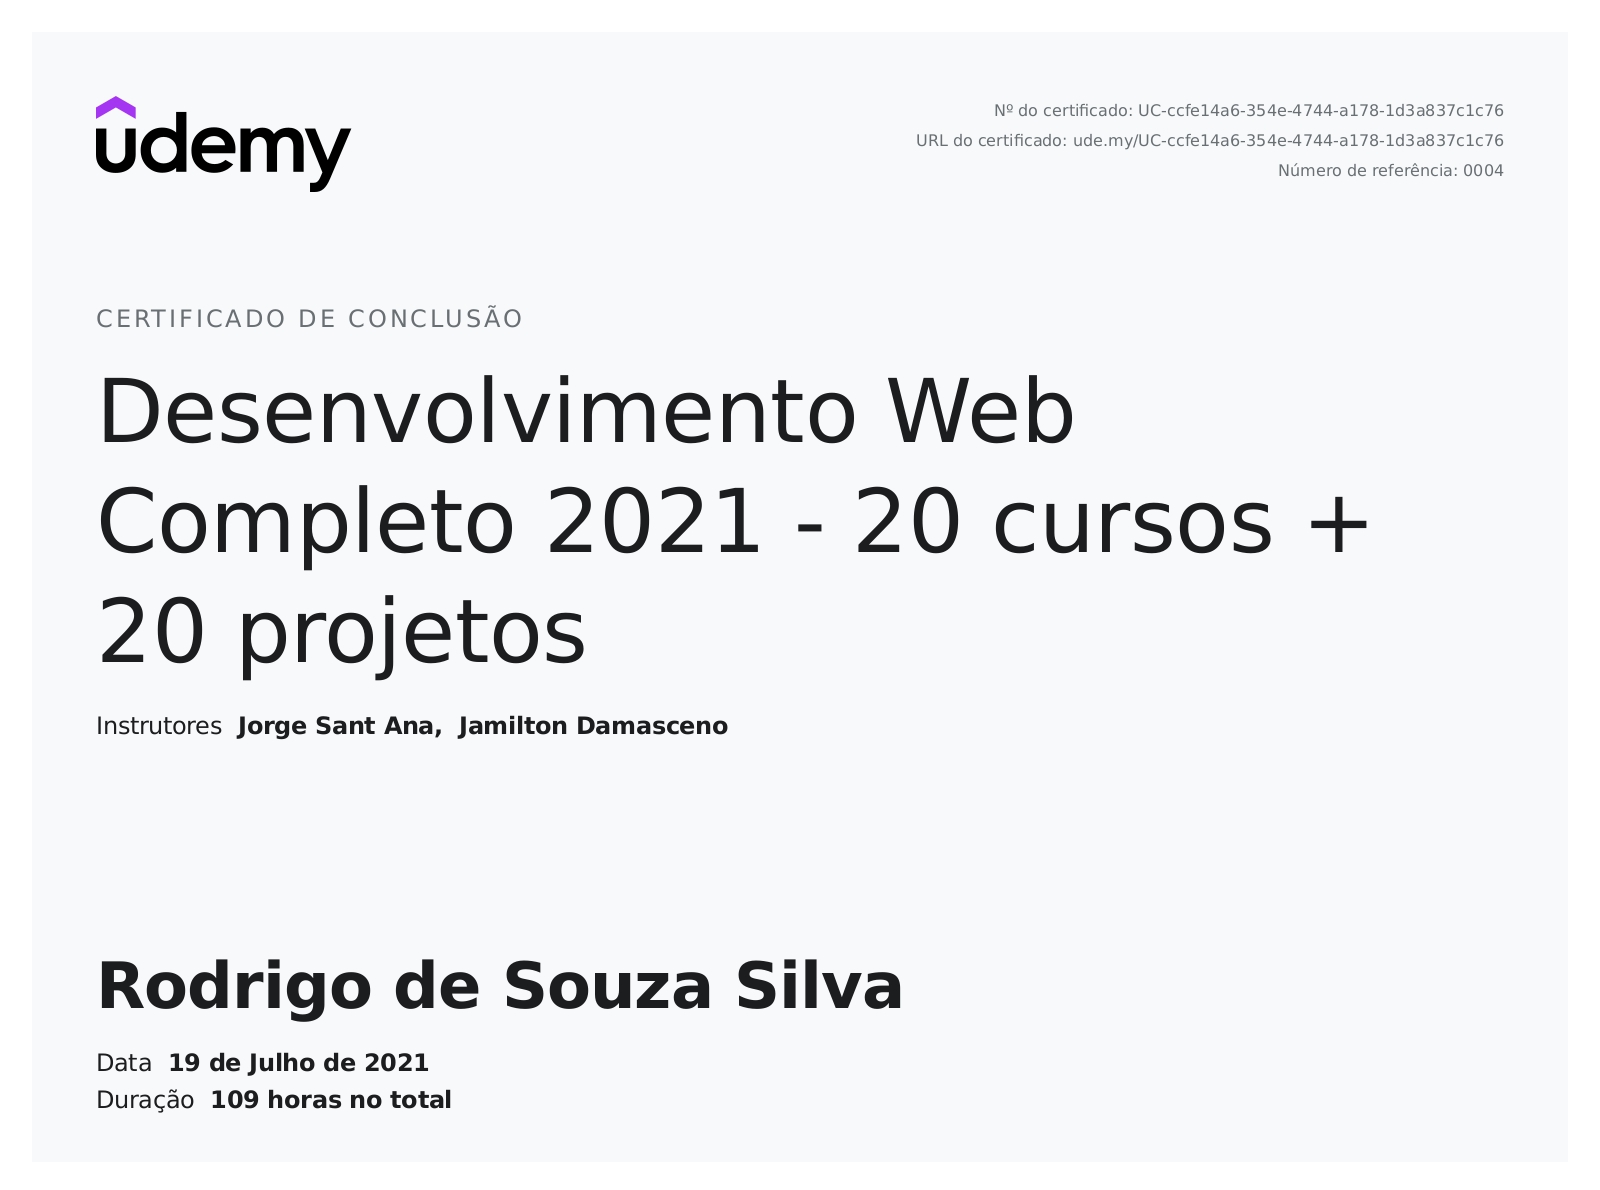 udemy
Nº do certificado: UC-ccfe14a6-354e-4744-a178-1d3a837c1c76
URL do certificado: ude.my/UC-ccfe14a6-354e-4744-a178-1d3a837c1c76
Número de referência: 0004
CERTIFICADO DE CONCLUSÃO
Desenvolvimento Web
Completo 2021 - 20 cursos +
20 projetos
Instrutores Jorge Sant Ana, Jamilton Damasceno
Rodrigo de Souza Silva
Data 19 de Julho de 2021
Duração 109 horas no total